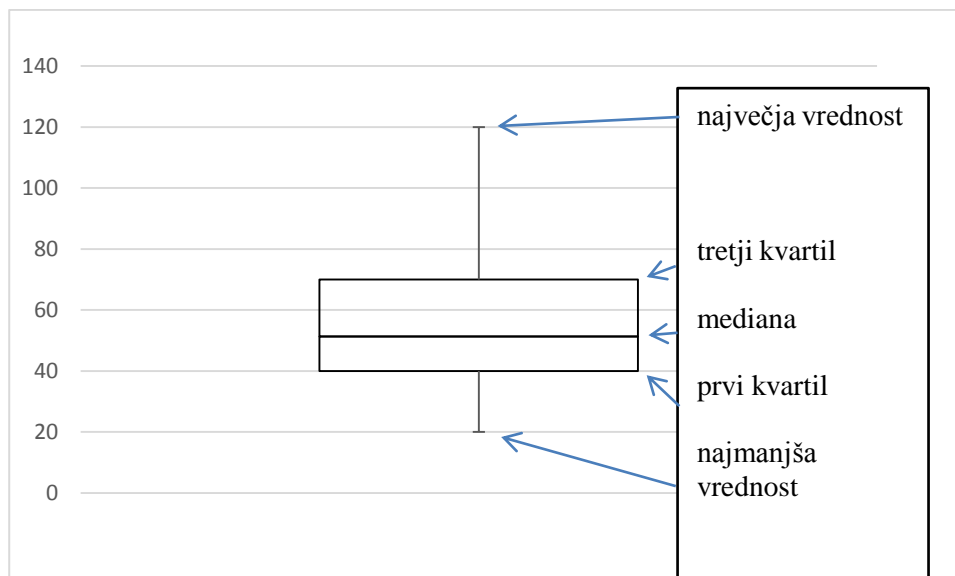 140
120
100
80
60
40
20
0
največja vrednost
tretji kvartil
mediana
prvi kvartil
najmanjša
vrednost